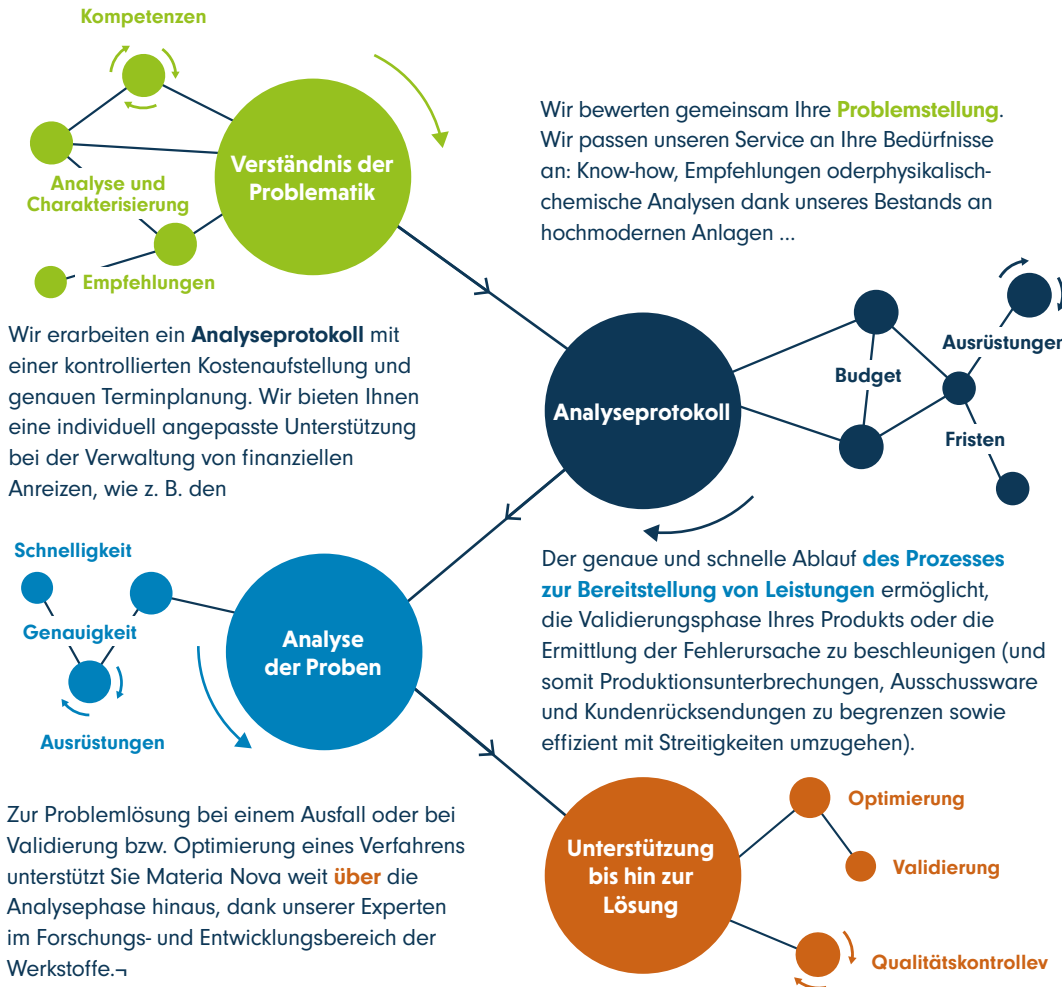 Kompetenzen
Verständnis der
Problematik
Analyse und
Charakterisierung
Empfehlungen
Wir bewerten gemeinsam Ihre Problemstellung.
Wir passen unseren Service an Ihre Bedürfnisse
an: Know-how, Empfehlungen oderphysikalisch-
chemische Analysen dank unseres Bestands an
hochmodernen Anlagen ...
Wir erarbeiten ein Analyseprotokoll mit
einer kontrollierten Kostenaufstellung und
genauen Terminplanung. Wir bieten Ihnen
eine individuell angepasste Unterstützung
bei der Verwaltung von finanziellen
Anreizen, wie z. B. den
Analyseprotokoll
Budget
Ausrüstungen
Fristen
Schnelligkeit
Genauigkeit
Ausrüstungen
Analyse
der Proben
Der genaue und schnelle Ablauf des Prozesses
zur Bereitstellung von Leistungen ermöglicht,
die Validierungsphase Ihres Produkts oder die
Ermittlung der Fehlerursache zu beschleunigen (und
somit Produktionsunterbrechungen, Ausschussware
und Kundenrücksendungen zu begrenzen sowie
effizient mit Streitigkeiten umzugehen).
Zur Problemlösung bei einem Ausfall oder bei
Validierung bzw. Optimierung eines Verfahrens
unterstützt Sie Materia Nova weit über die
Analysephase hinaus, dank unserer Experten
im Forschungs- und Entwicklungsbereich der
Werkstoffe.¬
Unterstützung
bis hin zur
Lösung
Optimierung
Validierung
Qualitätskontrollev